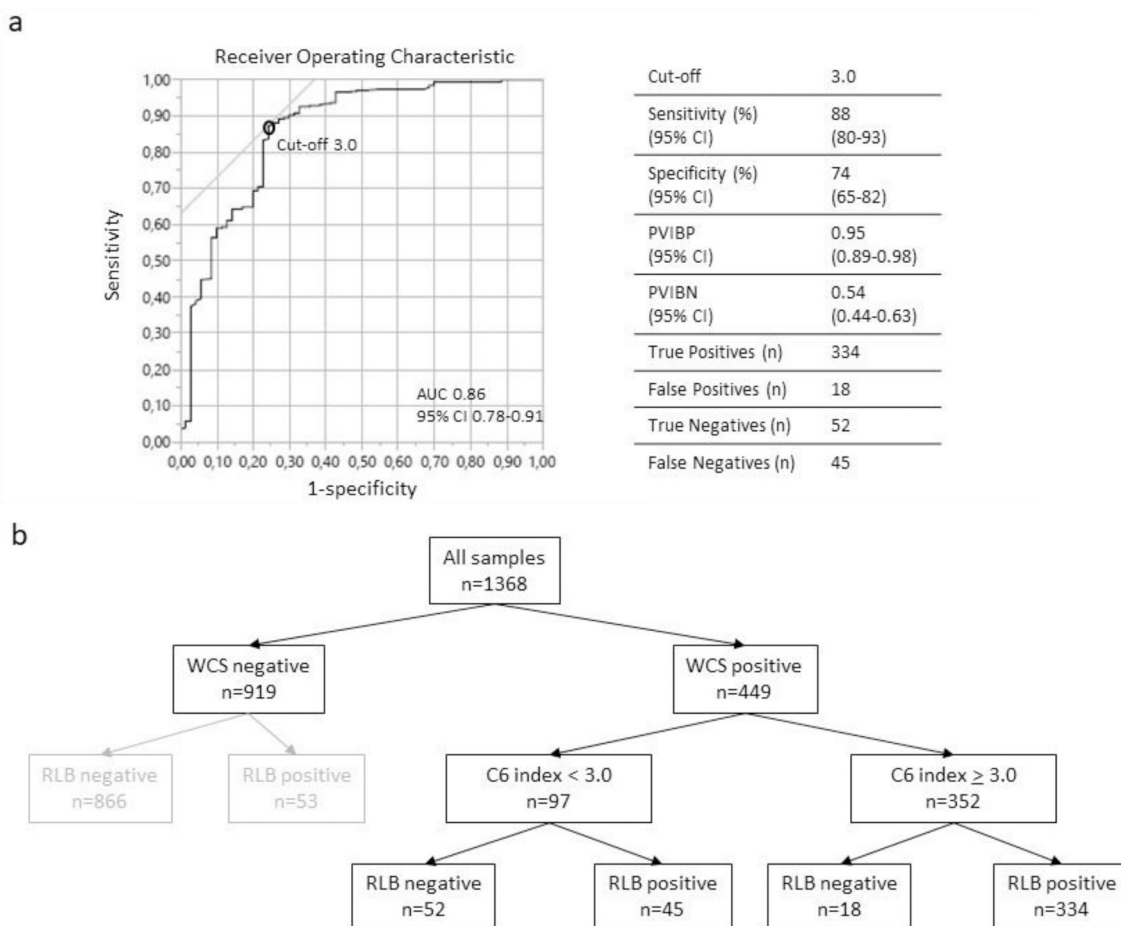 a
Receiver Operating Characteristic
1,00
0,90
0,80
0,70
0,60
0,50
0,40
0,30
0,20
0,10
0,00
Sensitivity
Cut-off 3.0
AUC 0.86
95% CI 0.78-0.91
0,00 0,10 0,20 0,30 0,40 0,50 0,60 0,70 0,80 0,90 1,00
1-specificity
Cut-off 3.0
Sensitivity (%) 88
(95% CI) (80-93)
Specificity (%) 74
(95% CI) (65-82)
PVIBP 0.95
(95% CI) (0.89-0.98)
PVIBN 0.54
(95% CI) (0.44-0.63)
True Positives (n) 334
False Positives (n) 18
True Negatives (n) 52
False Negatives (n) 45
b
All samples
n=1368
WCS negative
n=919
WCS positive
n=449
RLB negative
n=866
RLB positive
n=53
C6 index < 3.0
n=97
C6 index ≥ 3.0
n=352
RLB negative
n=52
RLB positive
n=45
RLB negative
n=18
RLB positive
n=334